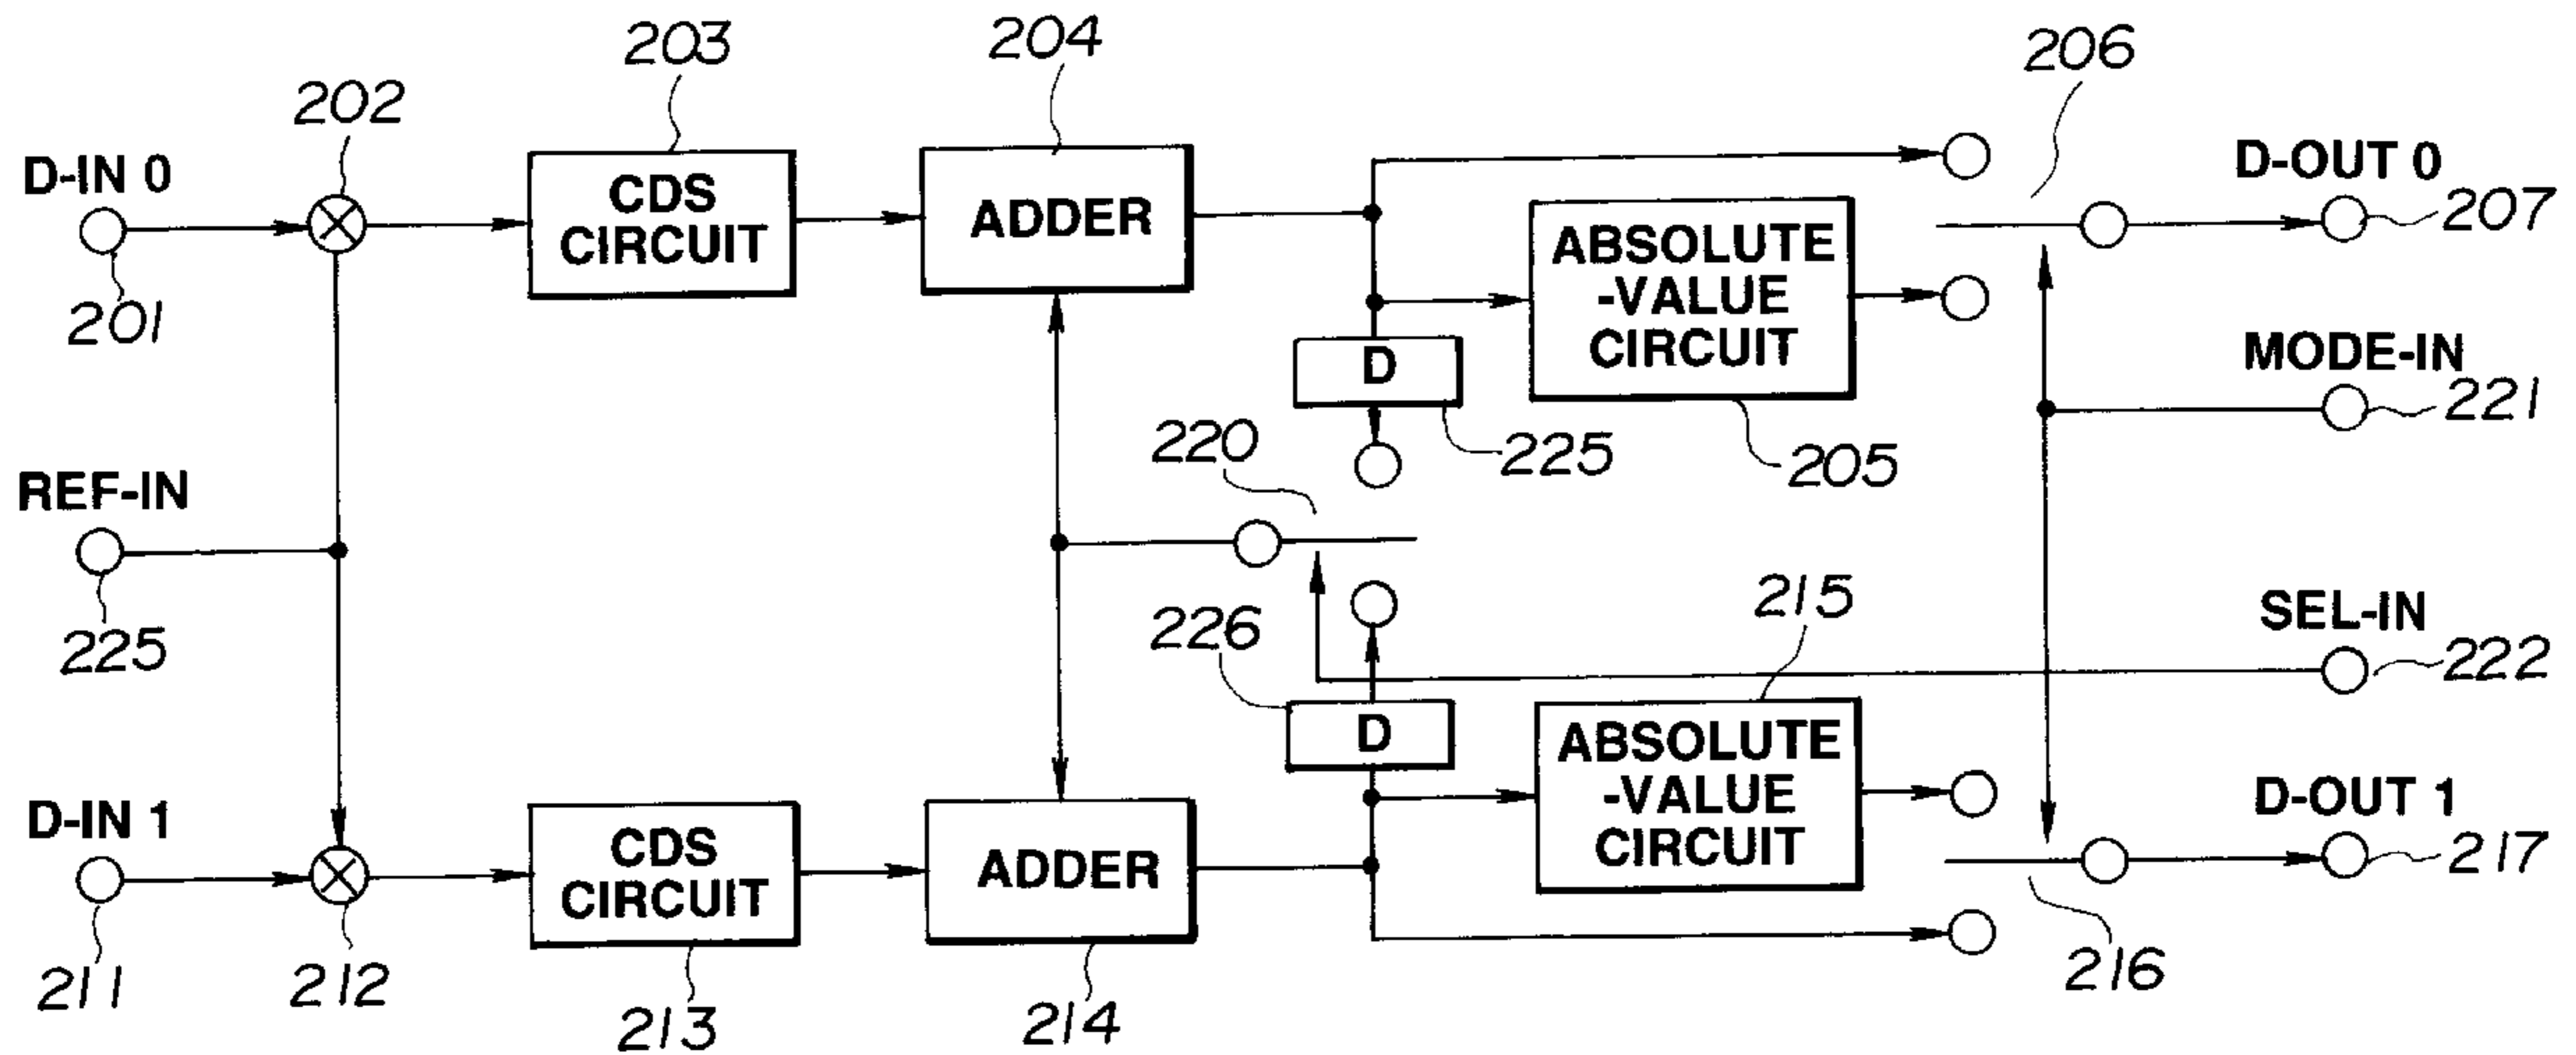 203
204
206
202
D-IN 0
CDS
CIRCUIT
ADDER
D-OUT 0
207
201
ABSOLUTE
-VALUE
CIRCUIT
D
MODE-IN
221
220
225
205
REF-IN
225
226
215
SEL-IN
222
D
D-IN 1
CDS
CIRCUIT
ADDER
ABSOLUTE
-VALUE
CIRCUIT
D-OUT 1
217
211
212
213
214
216